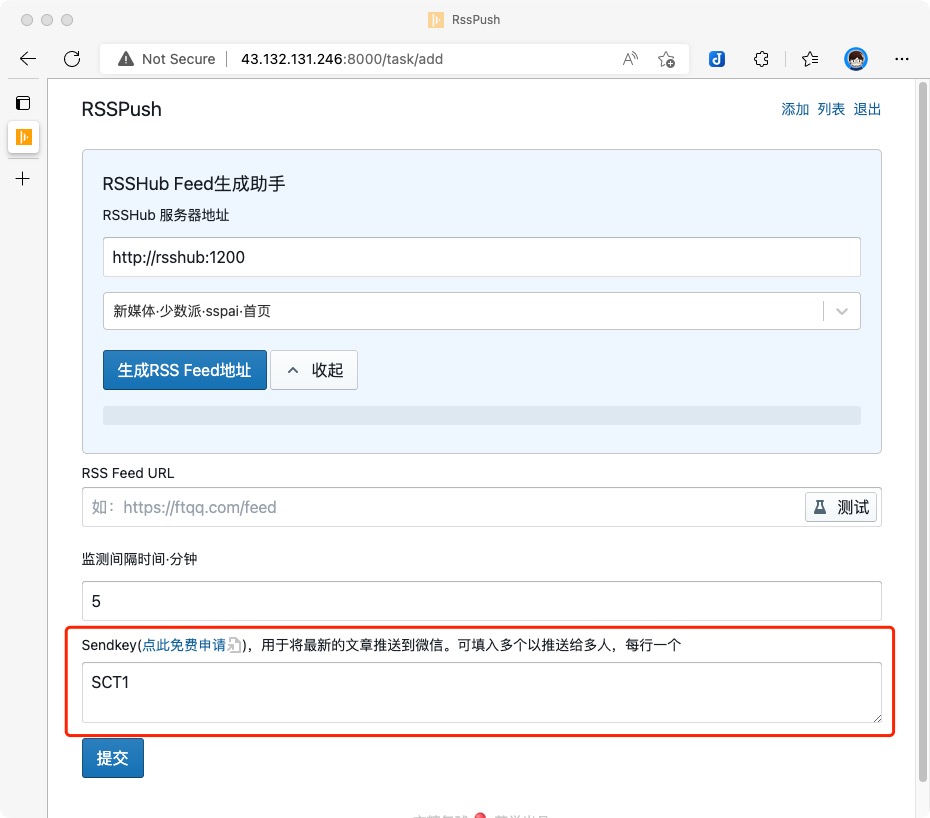 RssPush
Not Secure 43.132.131.246:8000/task/add
RSSPush
添加 列表 退出
RSSHub Feed生成助手
RSSHub 服务器地址
http://rsshub:1200
新媒体·少数派·sspai·首页
生成RSS Feed地址 收起
RSS Feed URL
如：https://ftqq.com/feed 测试
监测间隔时间·分钟
5
Sendkey(点此免费申请)，用于将最新的文章推送到微信。可填入多个以推送给多人，每行一个
SCT1
提交